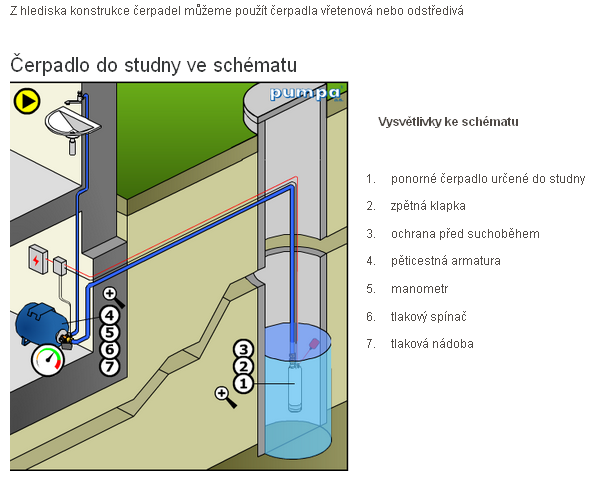 Z hlediska konstrukce čerpadel můžeme použít čerpadla vřetenová nebo odstředivá
Čerpadlo do studny ve schématu
pumpa
Vysvětlivky ke schématu
1. ponorné čerpadlo určené do studny
2. zpětná klapka
3. ochrana před suchoběhem
4. pěticestná armatura
5. manometr
6. tlakový spínač
7. tlaková nádoba
4
5
6
7
3
2
1